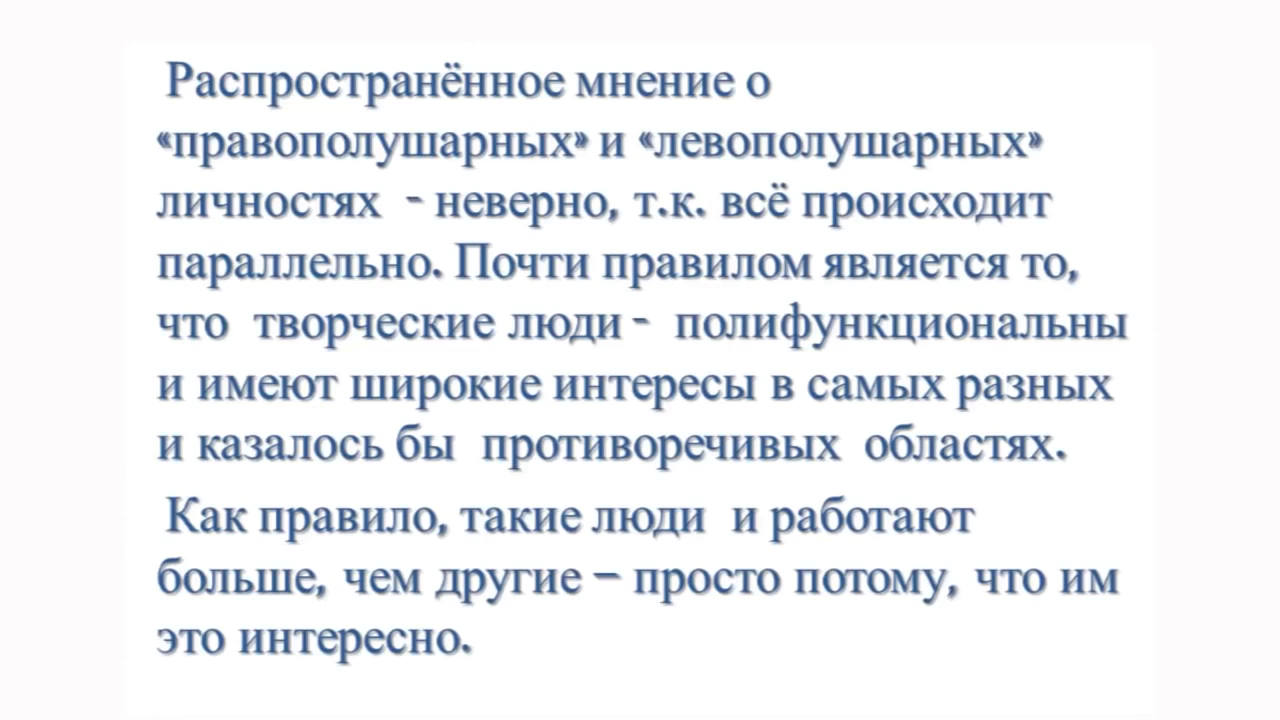 Распространённое мнение о
«правополушарных» и «левополушарных»
личностях - неверно, т.к. всё происходит
параллельно. Почти правилом является то,
что творческие люди - полифункциональны
и имеют широкие интересы в самых разных
и казалось бы противоречивых областях.
Как правило, такие люди и работают
больше, чем другие – просто потому, что им
это интересно.